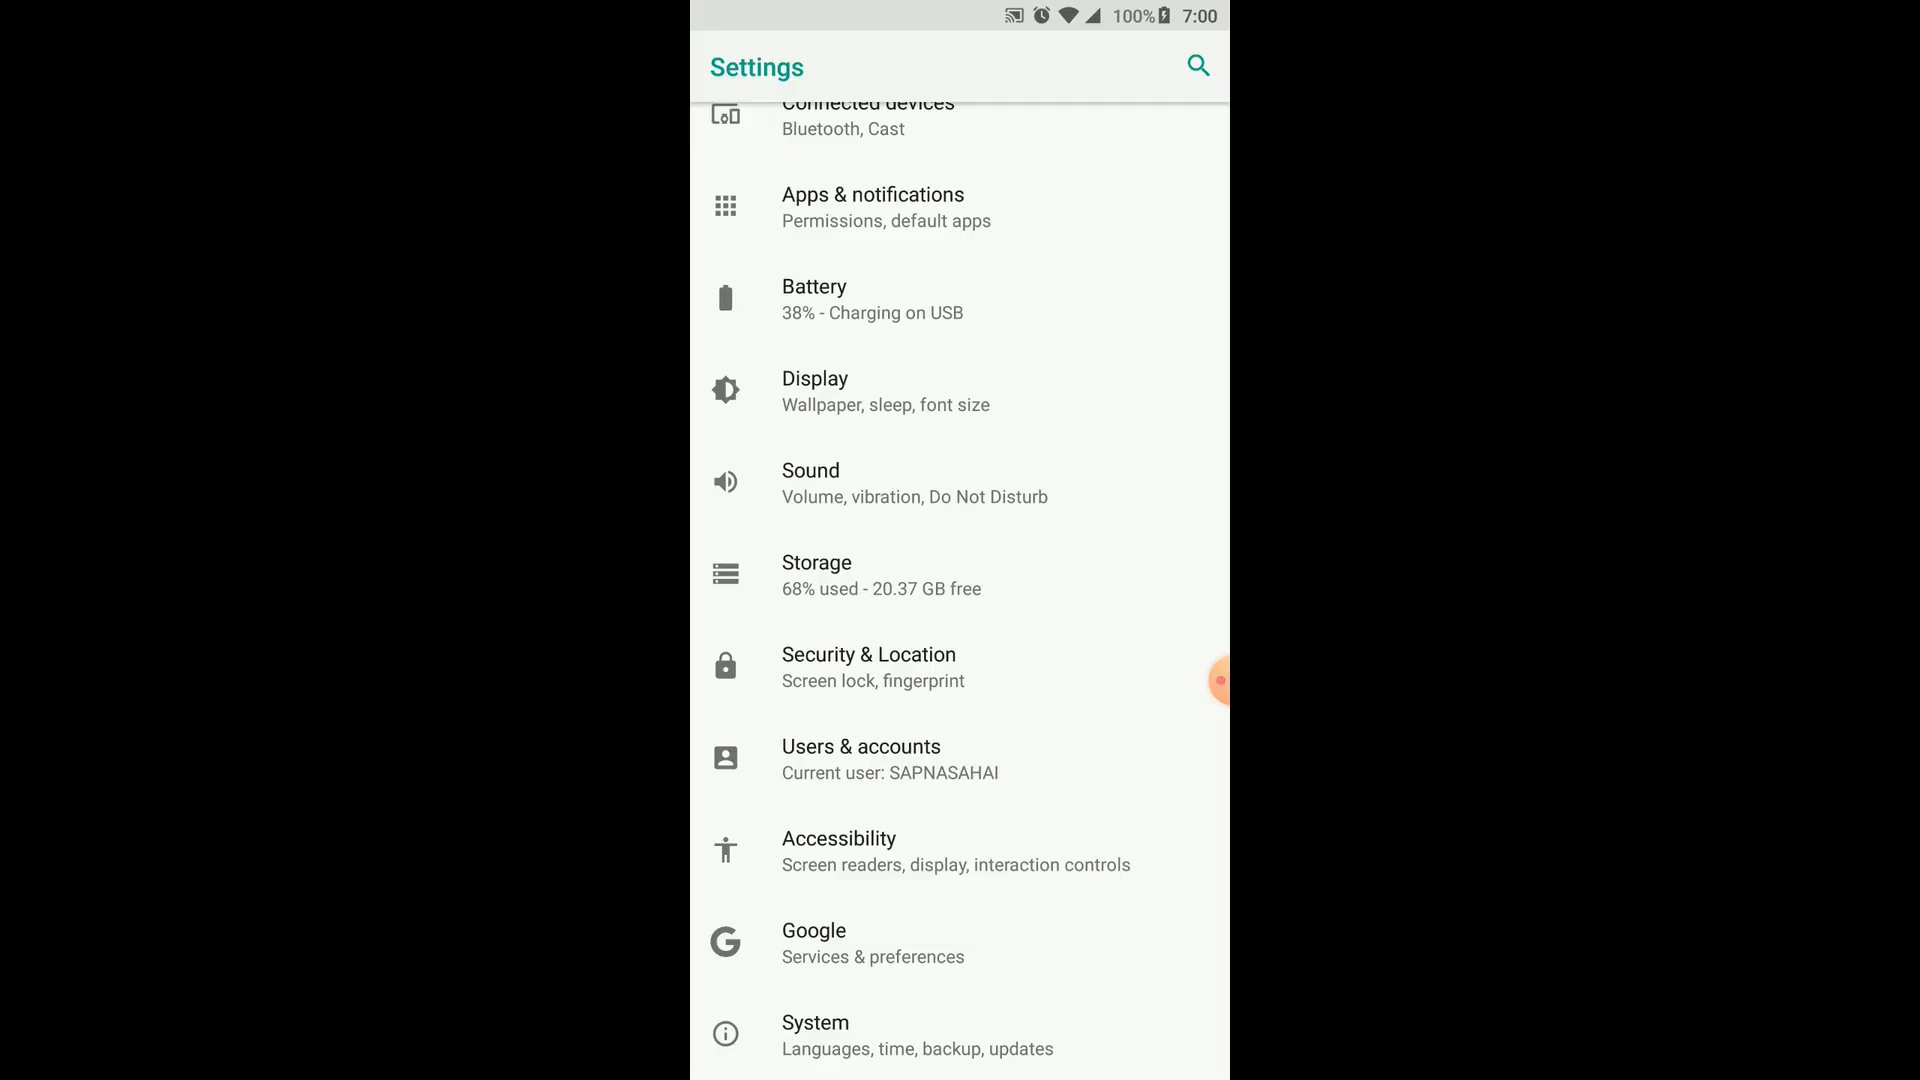 100% 7:00
Settings
Connected devices
Bluetooth, Cast
Apps & notifications
Permissions, default apps
Battery
38% - Charging on USB
Display
Wallpaper, sleep, font size
Sound
Volume, vibration, Do Not Disturb
Storage
68% used - 20.37 GB free
Security & Location
Screen lock, fingerprint
Users & accounts
Current user: SAPNASAHAI
Accessibility
Screen readers, display, interaction controls
Google
Services & preferences
System
Languages, time, backup, updates